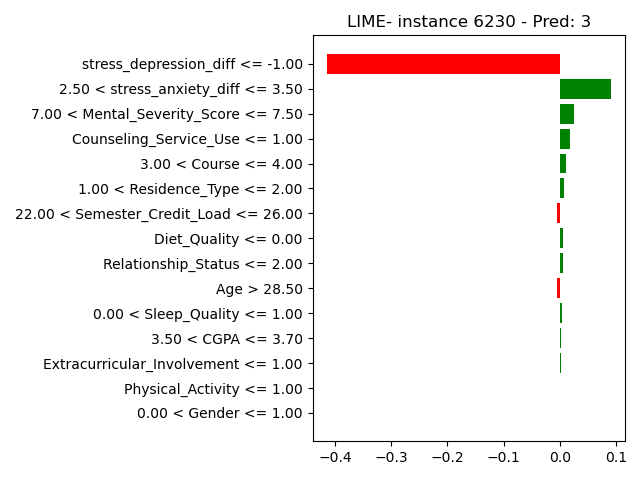 LIME- instance 6230 - Pred: 3
stress_depression_diff <= -1.00
2.50 < stress_anxiety_diff <= 3.50
7.00 < Mental_Severity_Score <= 7.50
Counseling_Service_Use <= 1.00
3.00 < Course <= 4.00
1.00 < Residence_Type <= 2.00
22.00 < Semester_Credit_Load <= 26.00
Diet_Quality <= 0.00
Relationship_Status <= 2.00
Age > 28.50
0.00 < Sleep_Quality <= 1.00
3.50 < CGPA <= 3.70
Extracurricular_Involvement <= 1.00
Physical_Activity <= 1.00
0.00 < Gender <= 1.00
−0.4 −0.3 −0.2 −0.1 0.0 0.1